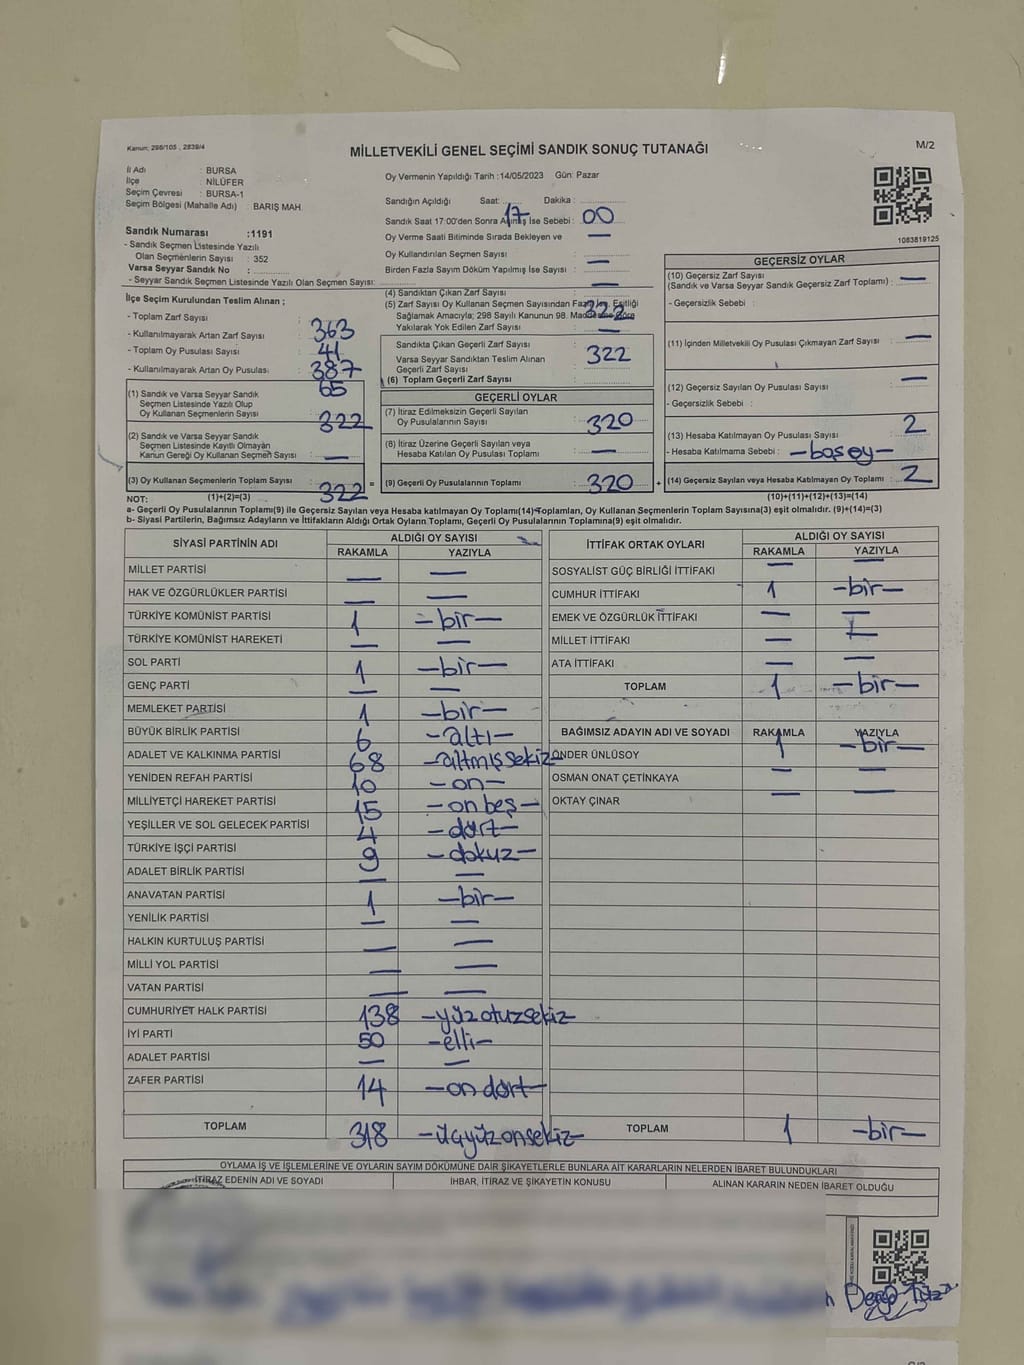 Kanun; 298/105 , 2839/4
MİLLETVEKİLİ GENEL SEÇİMİ SANDIK SONUÇ TUTANAĞI
M/2
İl Adı : BURSA
İlçe : NİLÜFER
Seçim Çevresi : BURSA-1
Seçim Bölgesi (Mahalle Adı) : BARIŞ MAH.
Sandık Numarası :1191
- Sandık Seçmen Listesinde Yazılı
Olan Seçmenlerin Sayısı : 352
Varsa Seyyar Sandık No :
- Seyyar Sandık Seçmen Listesinde Yazılı Olan Seçmen Sayısı:
Oy Vermenin Yapıldığı Tarih :14/05/2023 Gün: Pazar
Sandığın Açıldığı Saat: 17 Dakika : 00
Sandık Saat 17:00'den Sonra Açılmış İse Sebebi : —
Oy Verme Saati Bitiminde Sırada Bekleyen ve
Oy Kullandırılan Seçmen Sayısı : —
Birden Fazla Sayım Döküm Yapılmış İse Sayısı : —
1083819125
İlçe Seçim Kurulundan Teslim Alınan ;
- Toplam Zarf Sayısı : 363
- Kullanılmayarak Artan Zarf Sayısı : 41
- Toplam Oy Pusulası Sayısı : 387
- Kullanılmayarak Artan Oy Pusulası : 65
(1) Sandık ve Varsa Seyyar Sandık
Seçmen Listesinde Yazılı Olup
Oy Kullanan Seçmenlerin Sayısı : 322
(2) Sandık ve Varsa Seyyar Sandık
Seçmen Listesinde Kayıtlı Olmayan
Kanun Gereği Oy Kullanan Seçmen Sayısı : —
(3) Oy Kullanan Seçmenlerin Toplam Sayısı : 322
(4) Sandıktan Çıkan Zarf Sayısı : 322
(5) Zarf Sayısı Oy Kullanan Seçmen Sayısından Fazla İse, Eşitliği
Sağlamak Amacıyla; 298 Sayılı Kanunun 98. Maddesine Göre
Yakılarak Yok Edilen Zarf Sayısı : —
Sandıkta Çıkan Geçerli Zarf Sayısı : 322
Varsa Seyyar Sandıktan Teslim Alınan
Geçerli Zarf Sayısı :
(6) Toplam Geçerli Zarf Sayısı :
GEÇERLİ OYLAR
(7) İtiraz Edilmeksizin Geçerli Sayılan
Oy Pusulalarının Sayısı : 320
(8) İtiraz Üzerine Geçerli Sayılan veya
Hesaba Katılan Oy Pusulası Toplamı : —
= (9) Geçerli Oy Pusulalarının Toplamı : 320 +
GEÇERSİZ OYLAR
(10) Geçersiz Zarf Sayısı
(Sandık ve Varsa Seyyar Sandık Geçersiz Zarf Toplamı) : —
- Geçersizlik Sebebi :
(11) İçinden Milletvekili Oy Pusulası Çıkmayan Zarf Sayısı : —
(12) Geçersiz Sayılan Oy Pusulası Sayısı : —
- Geçersizlik Sebebi :
(13) Hesaba Katılmayan Oy Pusulası Sayısı : 2
- Hesaba Katılmama Sebebi : —boş oy—
(14) Geçersiz Sayılan veya Hesaba Katılmayan Oy Toplamı : 2
NOT: (1)+(2)=(3) (10)+(11)+(12)+(13)=(14)
a- Geçerli Oy Pusulalarının Toplamı(9) ile Geçersiz Sayılan veya Hesaba katılmayan Oy Toplamı(14)Toplamları, Oy Kullanan Seçmenlerin Toplam Sayısına(3) eşit olmalıdır. (9)+(14)=(3)
b- Siyasi Partilerin, Bağımsız Adayların ve İttifakların Aldığı Ortak Oyların Toplamı, Geçerli Oy Pusulalarının Toplamına(9) eşit olmalıdır.
SİYASİ PARTİNİN ADI ALDIĞI OY SAYISI
RAKAMLA YAZIYLA
MİLLET PARTİSİ — —
HAK VE ÖZGÜRLÜKLER PARTİSİ — —
TÜRKİYE KOMÜNİST PARTİSİ 1 —bir—
TÜRKİYE KOMÜNİST HAREKETİ — —
SOL PARTİ 1 —bir—
GENÇ PARTİ — —
MEMLEKET PARTİSİ 1 —bir—
BÜYÜK BİRLİK PARTİSİ 6 —altı—
ADALET VE KALKINMA PARTİSİ 68 —altmışsekiz—
YENİDEN REFAH PARTİSİ 10 —on—
MİLLİYETÇİ HAREKET PARTİSİ 15 —on beş—
YEŞİLLER VE SOL GELECEK PARTİSİ 4 —dört—
TÜRKİYE İŞÇİ PARTİSİ 9 —dokuz—
ADALET BİRLİK PARTİSİ — —
ANAVATAN PARTİSİ 1 —bir—
YENİLİK PARTİSİ — —
HALKIN KURTULUŞ PARTİSİ — —
MİLLİ YOL PARTİSİ — —
VATAN PARTİSİ — —
CUMHURİYET HALK PARTİSİ 138 —yüz otuzsekiz—
İYİ PARTİ 50 —elli—
ADALET PARTİSİ — —
ZAFER PARTİSİ 14 —on dört—
TOPLAM 318 —üçyüz onsekiz—
İTTİFAK ORTAK OYLARI ALDIĞI OY SAYISI
RAKAMLA YAZIYLA
SOSYALİST GÜÇ BİRLİĞİ İTTİFAKI — —
CUMHUR İTTİFAKI 1 —bir—
EMEK VE ÖZGÜRLÜK İTTİFAKI — —
MİLLET İTTİFAKI — —
ATA İTTİFAKI — —
TOPLAM 1 —bir—
BAĞIMSIZ ADAYIN ADI VE SOYADI RAKAMLA YAZIYLA
ÖNDER ÜNLÜSOY 1 —bir—
OSMAN ONAT ÇETİNKAYA — —
OKTAY ÇINAR — —
TOPLAM 1 —bir—
OYLAMA İŞ VE İŞLEMLERİNE VE OYLARIN SAYIM DÖKÜMÜNE DAİR ŞİKAYETLERLE BUNLARA AİT KARARLARIN NELERDEN İBARET BULUNDUKLARI
İTİRAZ EDENİN ADI VE SOYADI İHBAR, İTİRAZ VE ŞİKAYETİN KONUSU ALINAN KARARIN NEDEN İBARET OLDUĞU